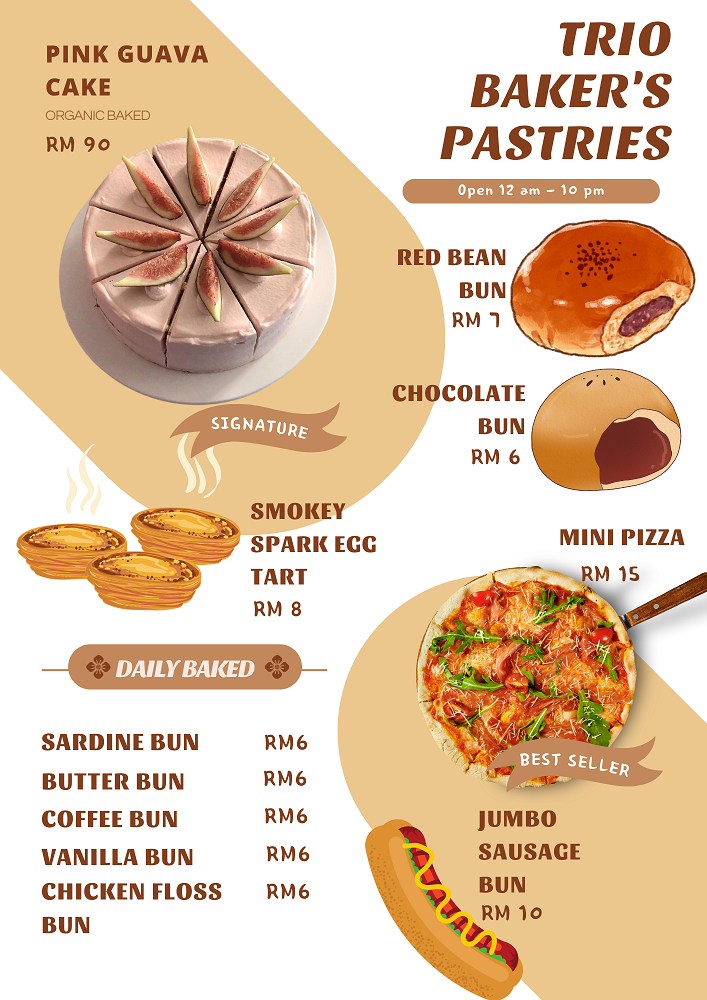 PINK GUAVA
CAKE
ORGANIC BAKED
RM 90
TRIO
BAKER'S
PASTRIES
Open 12 am - 10 pm
RED BEAN
BUN
RM 7
CHOCOLATE
BUN
RM 6
SIGNATURE
SMOKEY
SPARK EGG
TART
RM 8
MINI PIZZA
RM 15
BEST SELLER
DAILY BAKED
SARDINE BUN RM6
BUTTER BUN RM6
COFFEE BUN RM6
VANILLA BUN RM6
CHICKEN FLOSS RM6
BUN
JUMBO
SAUSAGE
BUN
RM 10